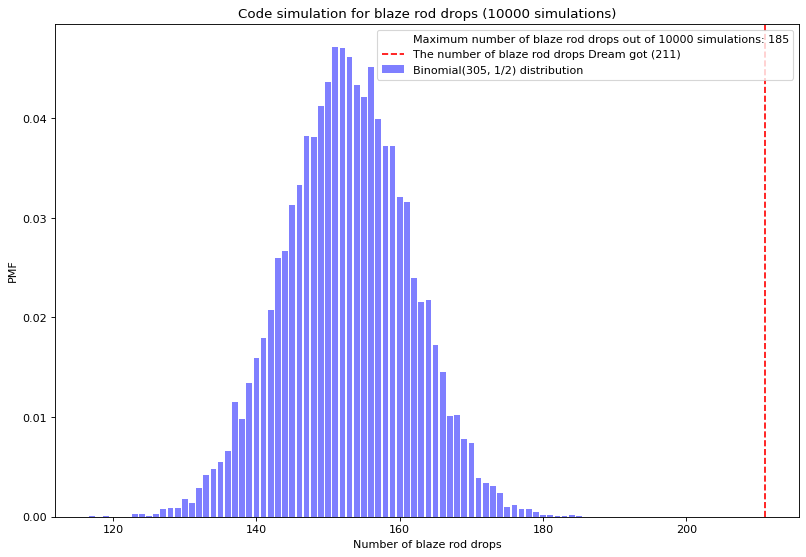 Code simulation for blaze rod drops (10000 simulations)
Maximum number of blaze rod drops out of 10000 simulations: 185
The number of blaze rod drops Dream got (211)
Binomial(305, 1/2) distribution
PMF
0.04
0.03
0.02
0.01
0.00
120 140 160 180 200
Number of blaze rod drops